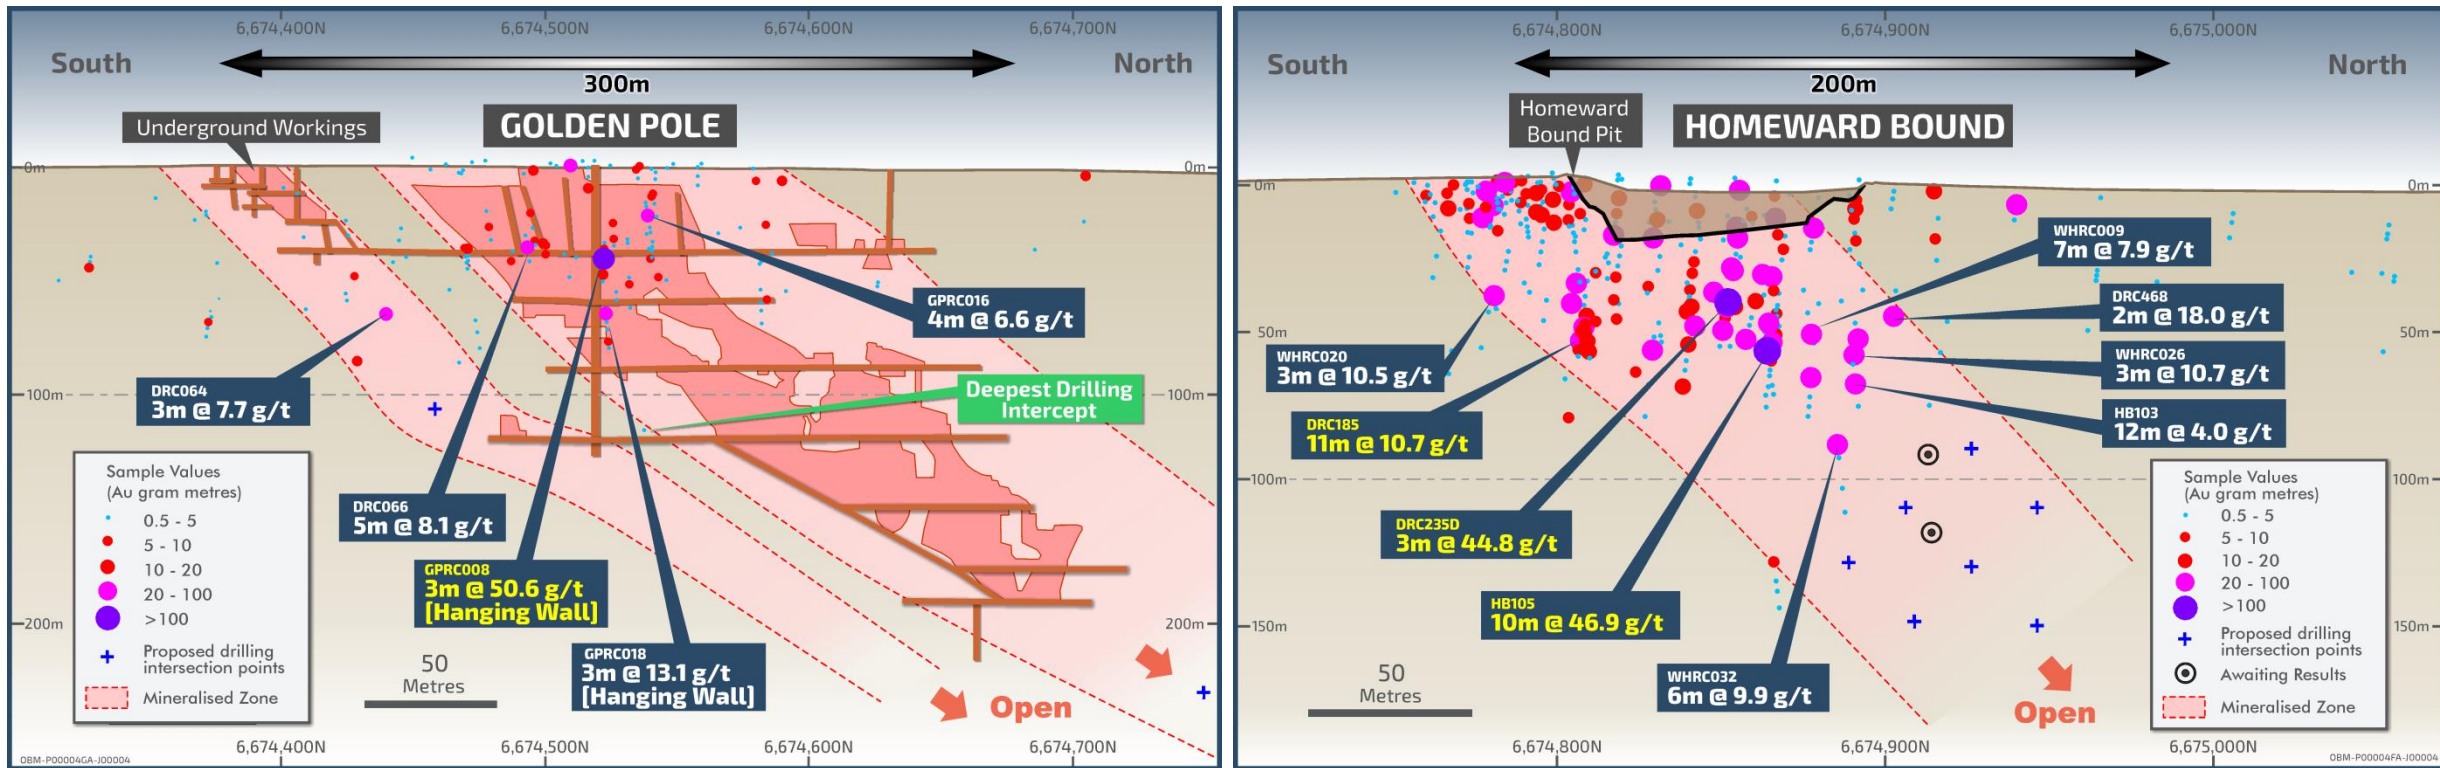 6,674,400N
6,674,500N
6,674,600N
6,674,700N
South
North
300m
Underground Workings
GOLDEN POLE
0m
0m
GPRC016
4m @ 6.6 g/t
DRC064
3m @ 7.7 g/t
Deepest Drilling
Intercept
100m
100m
Sample Values
(Au gram metres)
0.5 - 5
5 - 10
10 - 20
20 - 100
>100
Proposed drilling
intersection points
Mineralised Zone
DRC066
5m @ 8.1 g/t
GPRC008
3m @ 50.6 g/t
[Hanging Wall]
GPRC018
3m @ 13.1 g/t
[Hanging Wall]
200m
200m
50
Metres
Open
6,674,400N
6,674,500N
6,674,600N
6,674,700N
OBM-P00004GA-J00004
6,674,800N
6,674,900N
6,675,000N
South
North
200m
Homeward
Bound Pit
HOMEWARD BOUND
0m
0m
WHRC009
7m @ 7.9 g/t
DRC468
2m @ 18.0 g/t
50m
50m
WHRC020
3m @ 10.5 g/t
WHRC026
3m @ 10.7 g/t
DRC185
11m @ 10.7 g/t
HB103
12m @ 4.0 g/t
100m
100m
DRC235D
3m @ 44.8 g/t
HB105
10m @ 46.9 g/t
WHRC032
6m @ 9.9 g/t
150m
150m
Sample Values
(Au gram metres)
0.5 - 5
5 - 10
10 - 20
20 - 100
>100
Proposed drilling
intersection points
Awaiting Results
Mineralised Zone
50
Metres
Open
6,674,800N
6,674,900N
6,675,000N
OBM-P00004FA-J00004